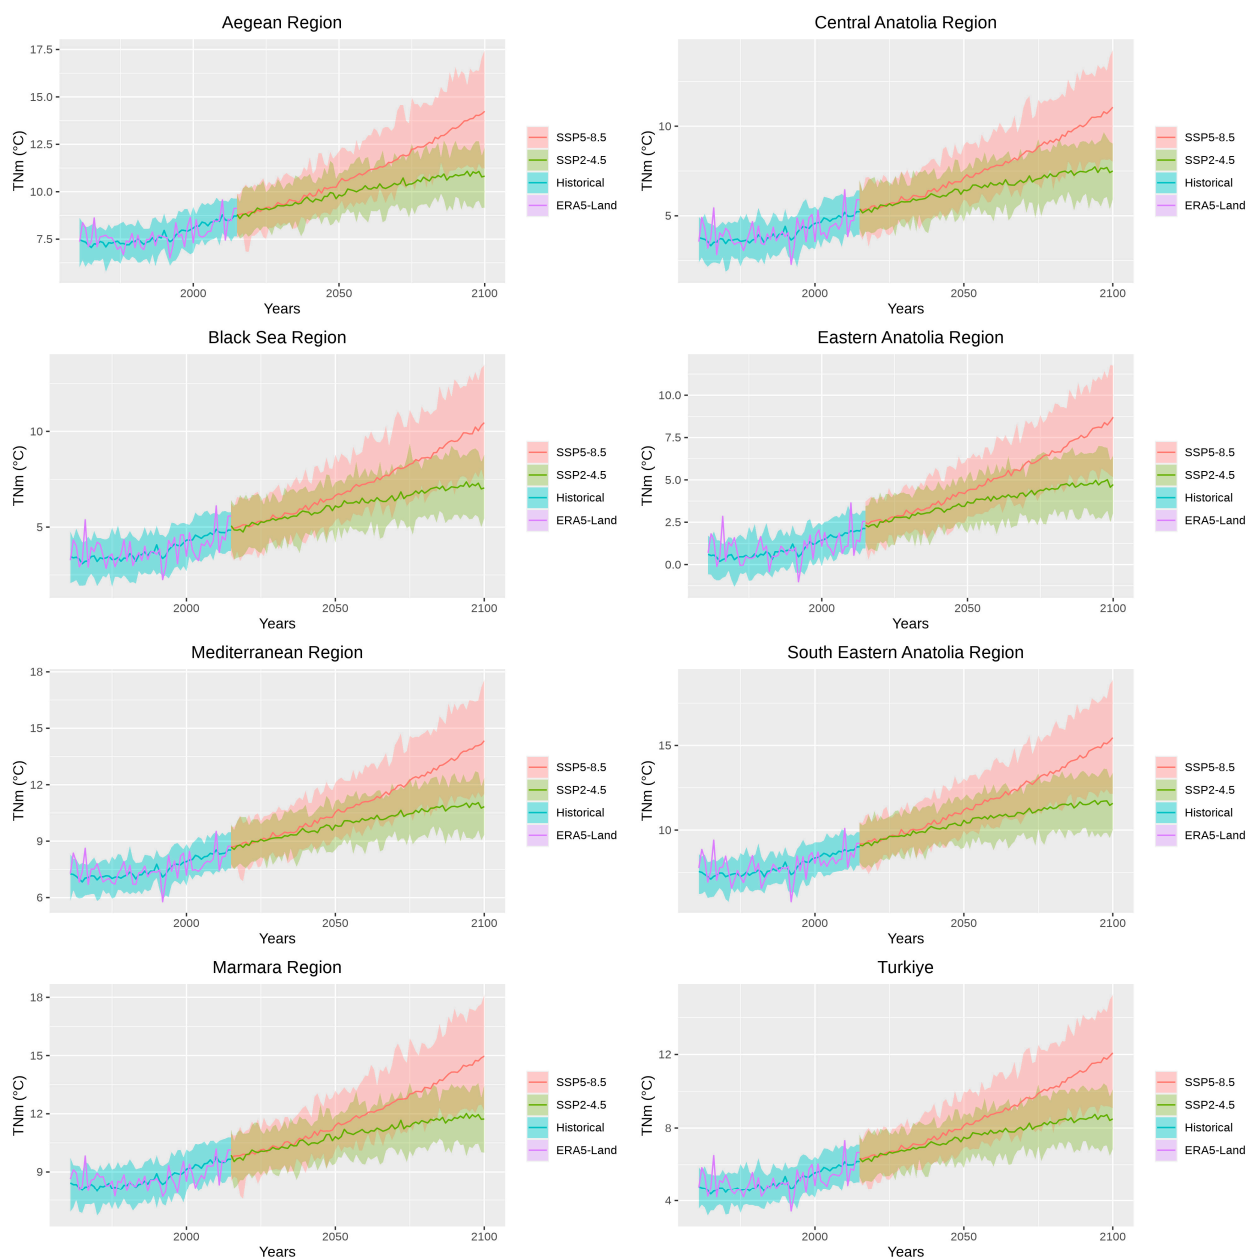 Aegean Region
TNm (°C)
17.5
15.0
12.5
10.0
7.5
2000 2050 2100
Years
SSP5-8.5
SSP2-4.5
Historical
ERA5-Land
Central Anatolia Region
TNm (°C)
10
5
2000 2050 2100
Years
SSP5-8.5
SSP2-4.5
Historical
ERA5-Land
Black Sea Region
TNm (°C)
10
5
2000 2050 2100
Years
SSP5-8.5
SSP2-4.5
Historical
ERA5-Land
Eastern Anatolia Region
TNm (°C)
10.0
7.5
5.0
2.5
0.0
2000 2050 2100
Years
SSP5-8.5
SSP2-4.5
Historical
ERA5-Land
Mediterranean Region
TNm (°C)
18
15
12
9
6
2000 2050 2100
Years
SSP5-8.5
SSP2-4.5
Historical
ERA5-Land
South Eastern Anatolia Region
TNm (°C)
15
10
2000 2050 2100
Years
SSP5-8.5
SSP2-4.5
Historical
ERA5-Land
Marmara Region
TNm (°C)
18
15
12
9
2000 2050 2100
Years
SSP5-8.5
SSP2-4.5
Historical
ERA5-Land
Turkiye
TNm (°C)
12
8
4
2000 2050 2100
Years
SSP5-8.5
SSP2-4.5
Historical
ERA5-Land